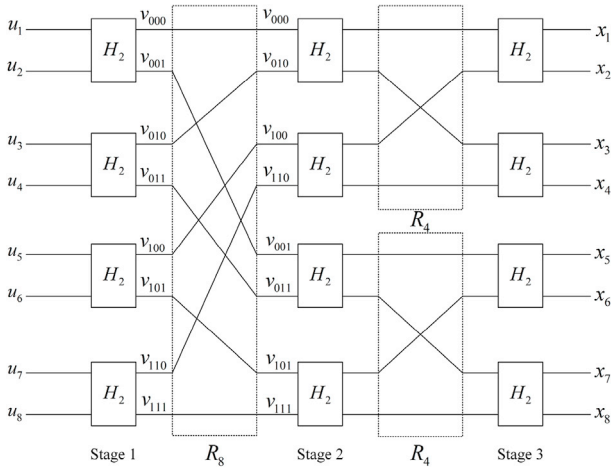 u₁ v₀₀₀ v₀₀₀ x₁
H₂ H₂ H₂
u₂ v₀₀₁ v₀₁₀ x₂
u₃ v₀₁₀ v₁₀₀ x₃
H₂ H₂ H₂
u₄ v₀₁₁ v₁₁₀ x₄
R₄
u₅ v₁₀₀ v₀₀₁ x₅
H₂ H₂ H₂
u₆ v₁₀₁ v₀₁₁ x₆
u₇ v₁₁₀ v₁₀₁ x₇
H₂ H₂ H₂
u₈ v₁₁₁ v₁₁₁ x₈
Stage 1 R₈ Stage 2 R₄ Stage 3